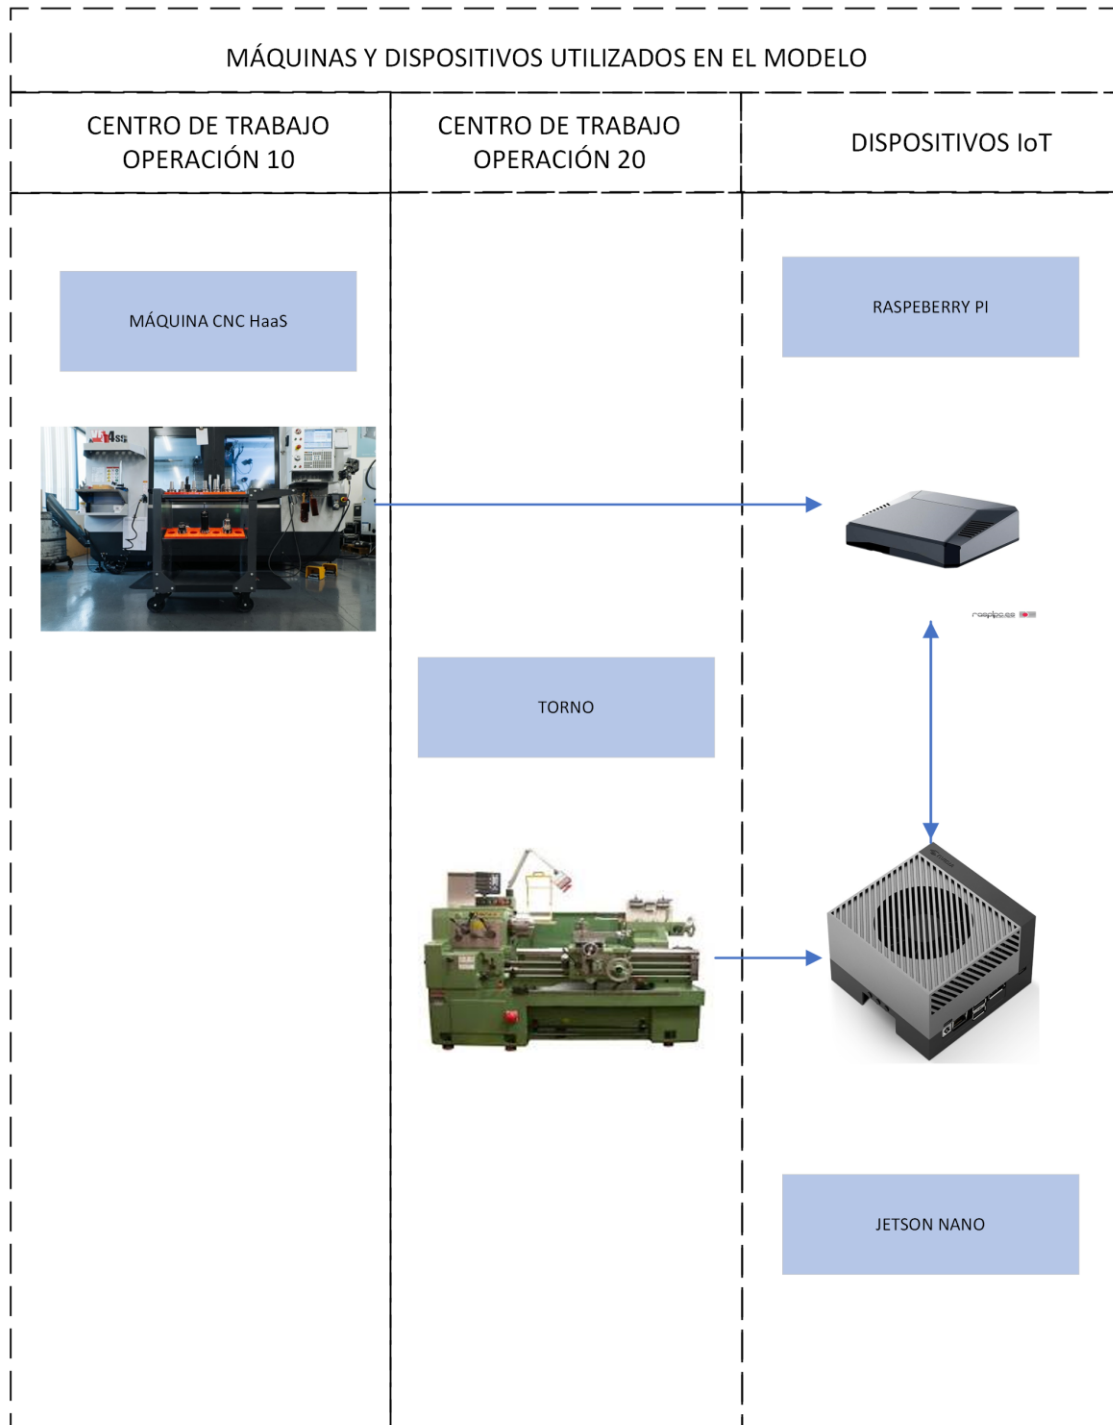 MÁQUINAS Y DISPOSITIVOS UTILIZADOS EN EL MODELO
CENTRO DE TRABAJO
OPERACIÓN 10
CENTRO DE TRABAJO
OPERACIÓN 20
DISPOSITIVOS IoT
MÁQUINA CNC HaaS
RASPEBERRY PI
TORNO
JETSON NANO